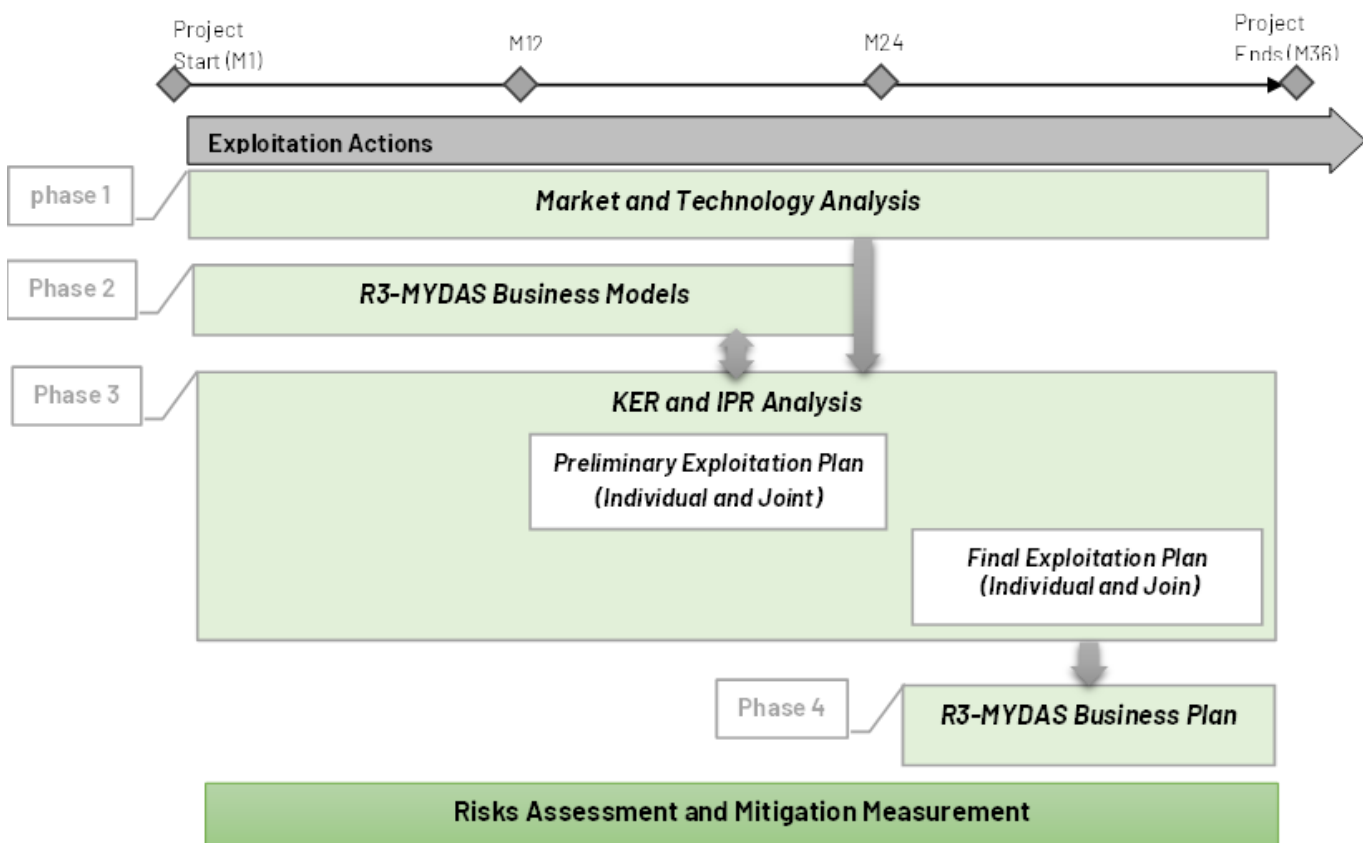 Project
Start (M1)
M12
M24
Project
Ends (M36)
Exploitation Actions
phase 1
Market and Technology Analysis
Phase 2
R3-MYDAS Business Models
Phase 3
KER and IPR Analysis
Preliminary Exploitation Plan
(Individual and Joint)
Final Exploitation Plan
(Individual and Join)
Phase 4
R3-MYDAS Business Plan
Risks Assessment and Mitigation Measurement